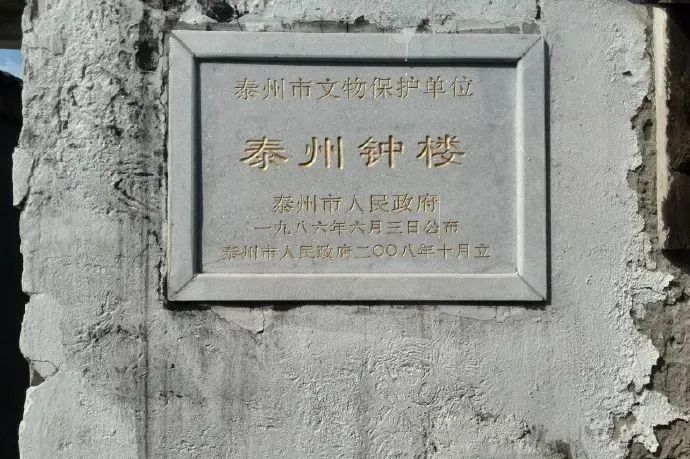 泰州市文物保护单位
泰州钟楼
泰州市人民政府
一九八六年六月三日公布
泰州市人民政府二〇〇八年十月立